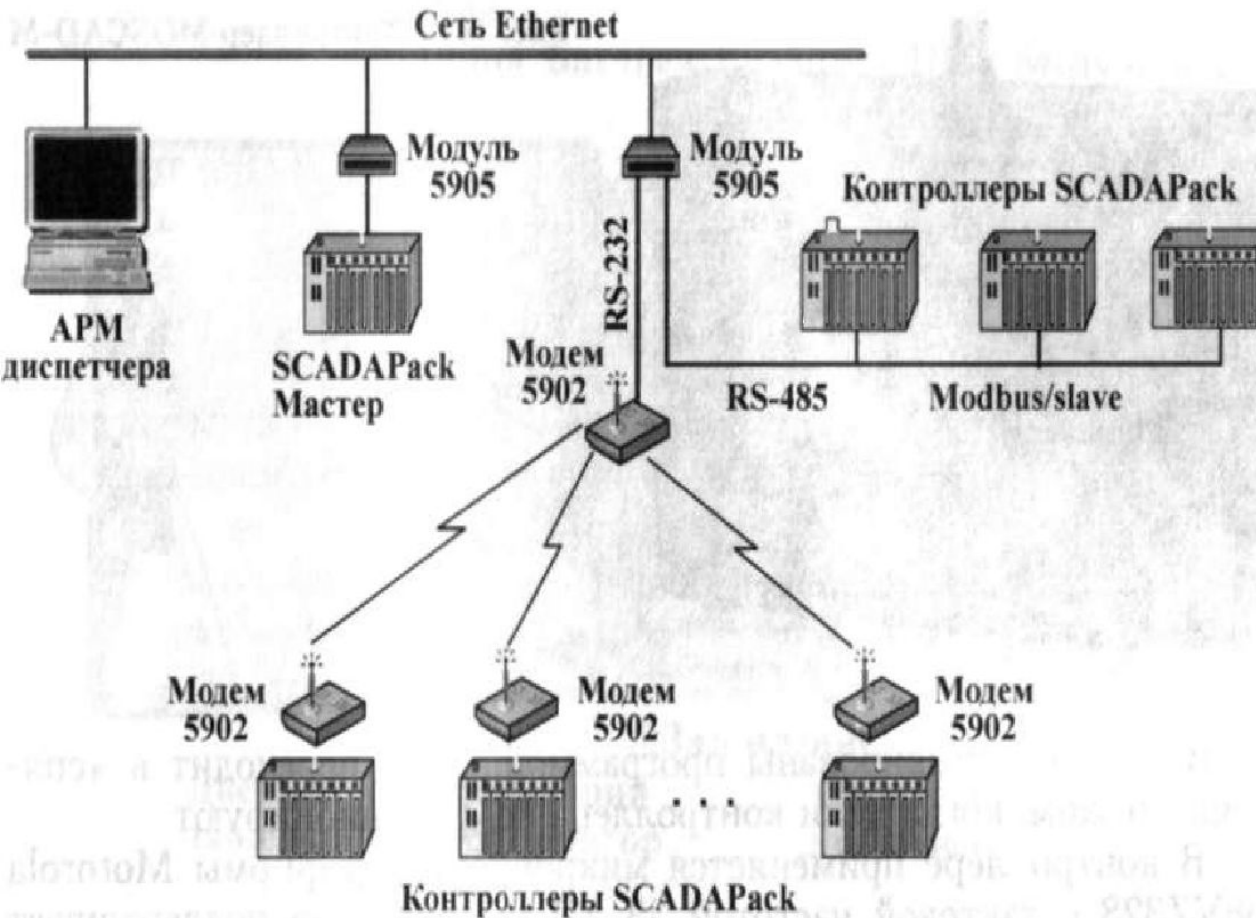 Сеть Ethernet
Модуль
5905
Модуль
5905
Контроллеры SCADAPack
АРМ
диспетчера
SCADAPack
Мастер
RS-232
Модем
5902
RS-485
Modbus/slave
Модем
5902
Модем
5902
Модем
5902
. . .
Контроллеры SCADAPack